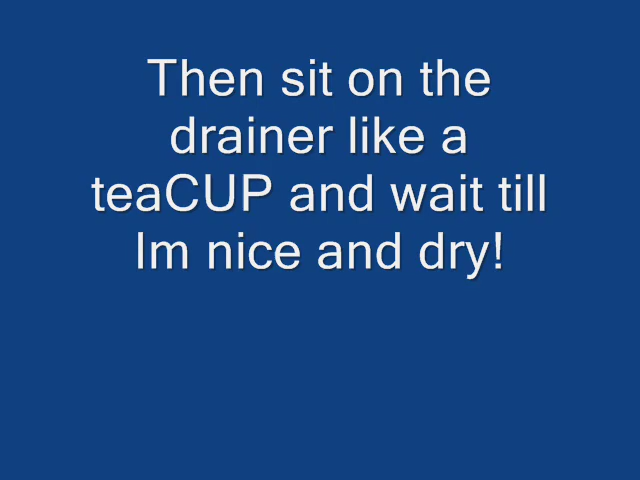 Then sit on the
drainer like a
teaCUP and wait till
Im nice and dry!